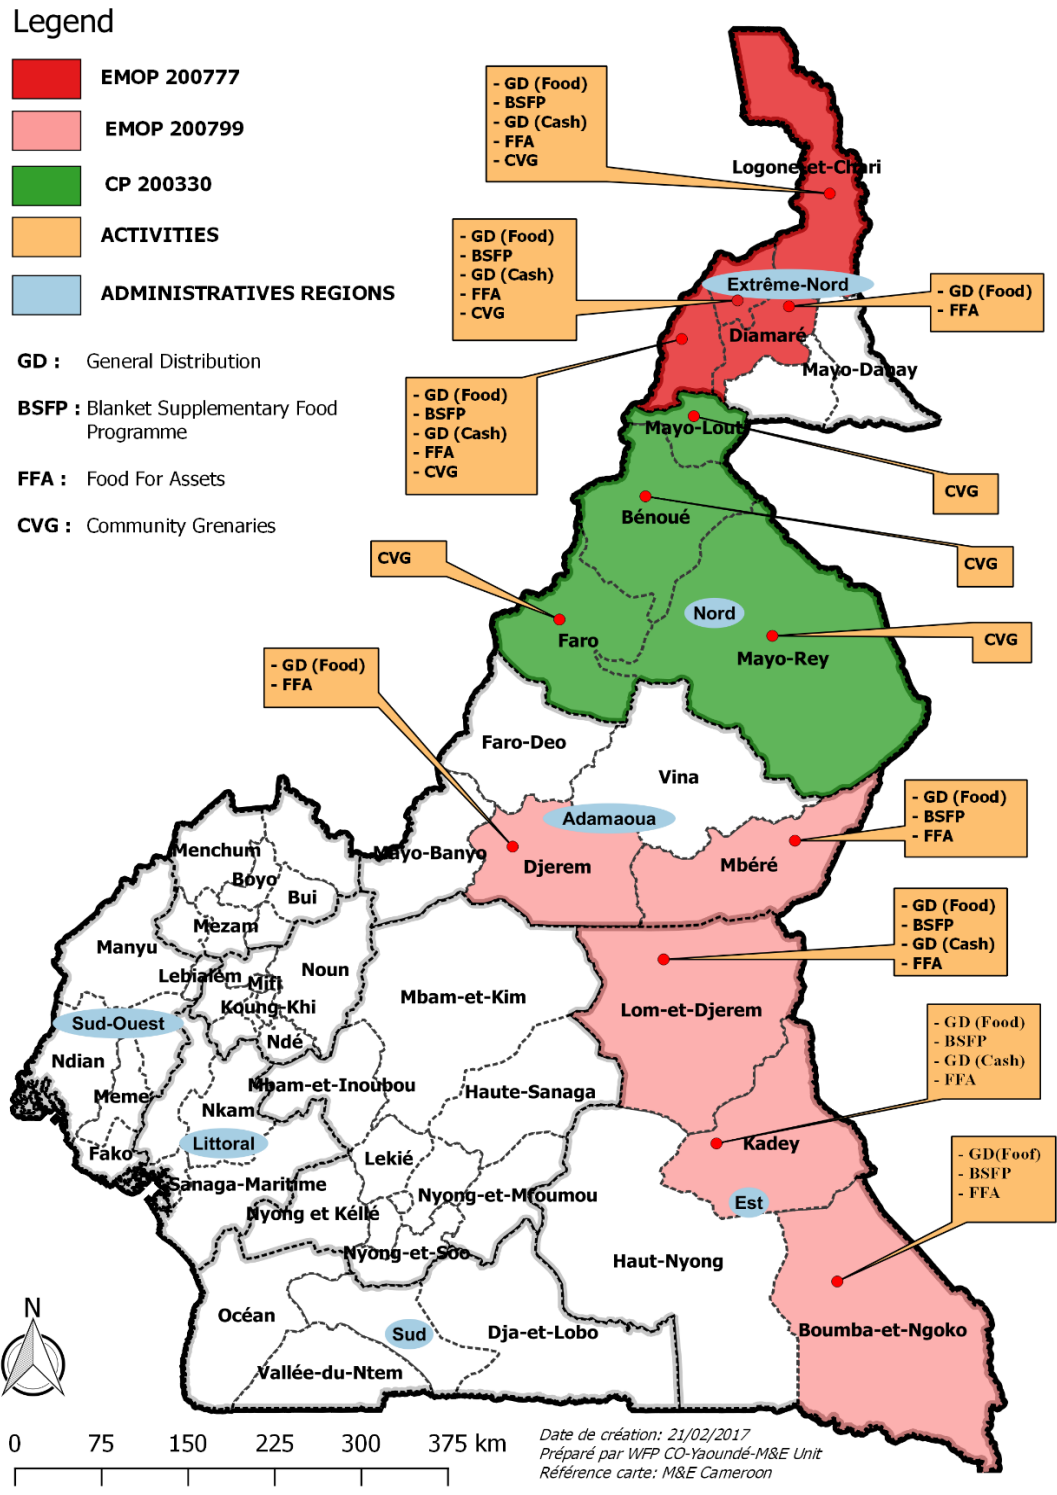 Legend
EMOP 200777
EMOP 200799
CP 200330
ACTIVITIES
ADMINISTRATIVES REGIONS
GD : General Distribution
BSFP : Blanket Supplementary Food
Programme
FFA : Food For Assets
CVG : Community Grenaries
- GD (Food)
- BSFP
- GD (Cash)
- FFA
- CVG
Logone-et-Chari
- GD (Food)
- BSFP
- GD (Cash)
- FFA
- CVG
Extrême-Nord
- GD (Food)
- FFA
Diamaré
Mayo-Danay
- GD (Food)
- BSFP
- GD (Cash)
- FFA
- CVG
Mayo-Louti
CVG
Bénoué
CVG
CVG
Nord
Faro
Mayo-Rey
CVG
- GD (Food)
- FFA
Faro-Deo
Vina
Adamaoua
- GD (Food)
- BSFP
- FFA
Mayo-Banyo
Djerem
Mbéré
Menchum
Boyo
Bui
Mezam
Manyu
Lebialem
Mifi
Noun
Koung-Khi
Ndé
Mbam-et-Kim
- GD (Food)
- BSFP
- GD (Cash)
- FFA
Lom-et-Djerem
Sud-Ouest
Ndian
Meme
Mbam-et-Inoubou
Haute-Sanaga
Nkam
- GD (Food)
- BSFP
- GD (Cash)
- FFA
Littoral
Fako
Lekié
Kadey
- GD(Foof)
- BSFP
- FFA
Sanaga-Maritime
Nyong-et-Mfoumou
Est
Nyong et Kéllé
Nyong-et-Soo
Haut-Nyong
Océan
Sud
Dja-et-Lobo
Boumba-et-Ngoko
Vallée-du-Ntem
N
0 75 150 225 300 375 km
Date de création: 21/02/2017
Préparé par WFP CO-Yaoundé-M&E Unit
Référence carte: M&E Cameroon